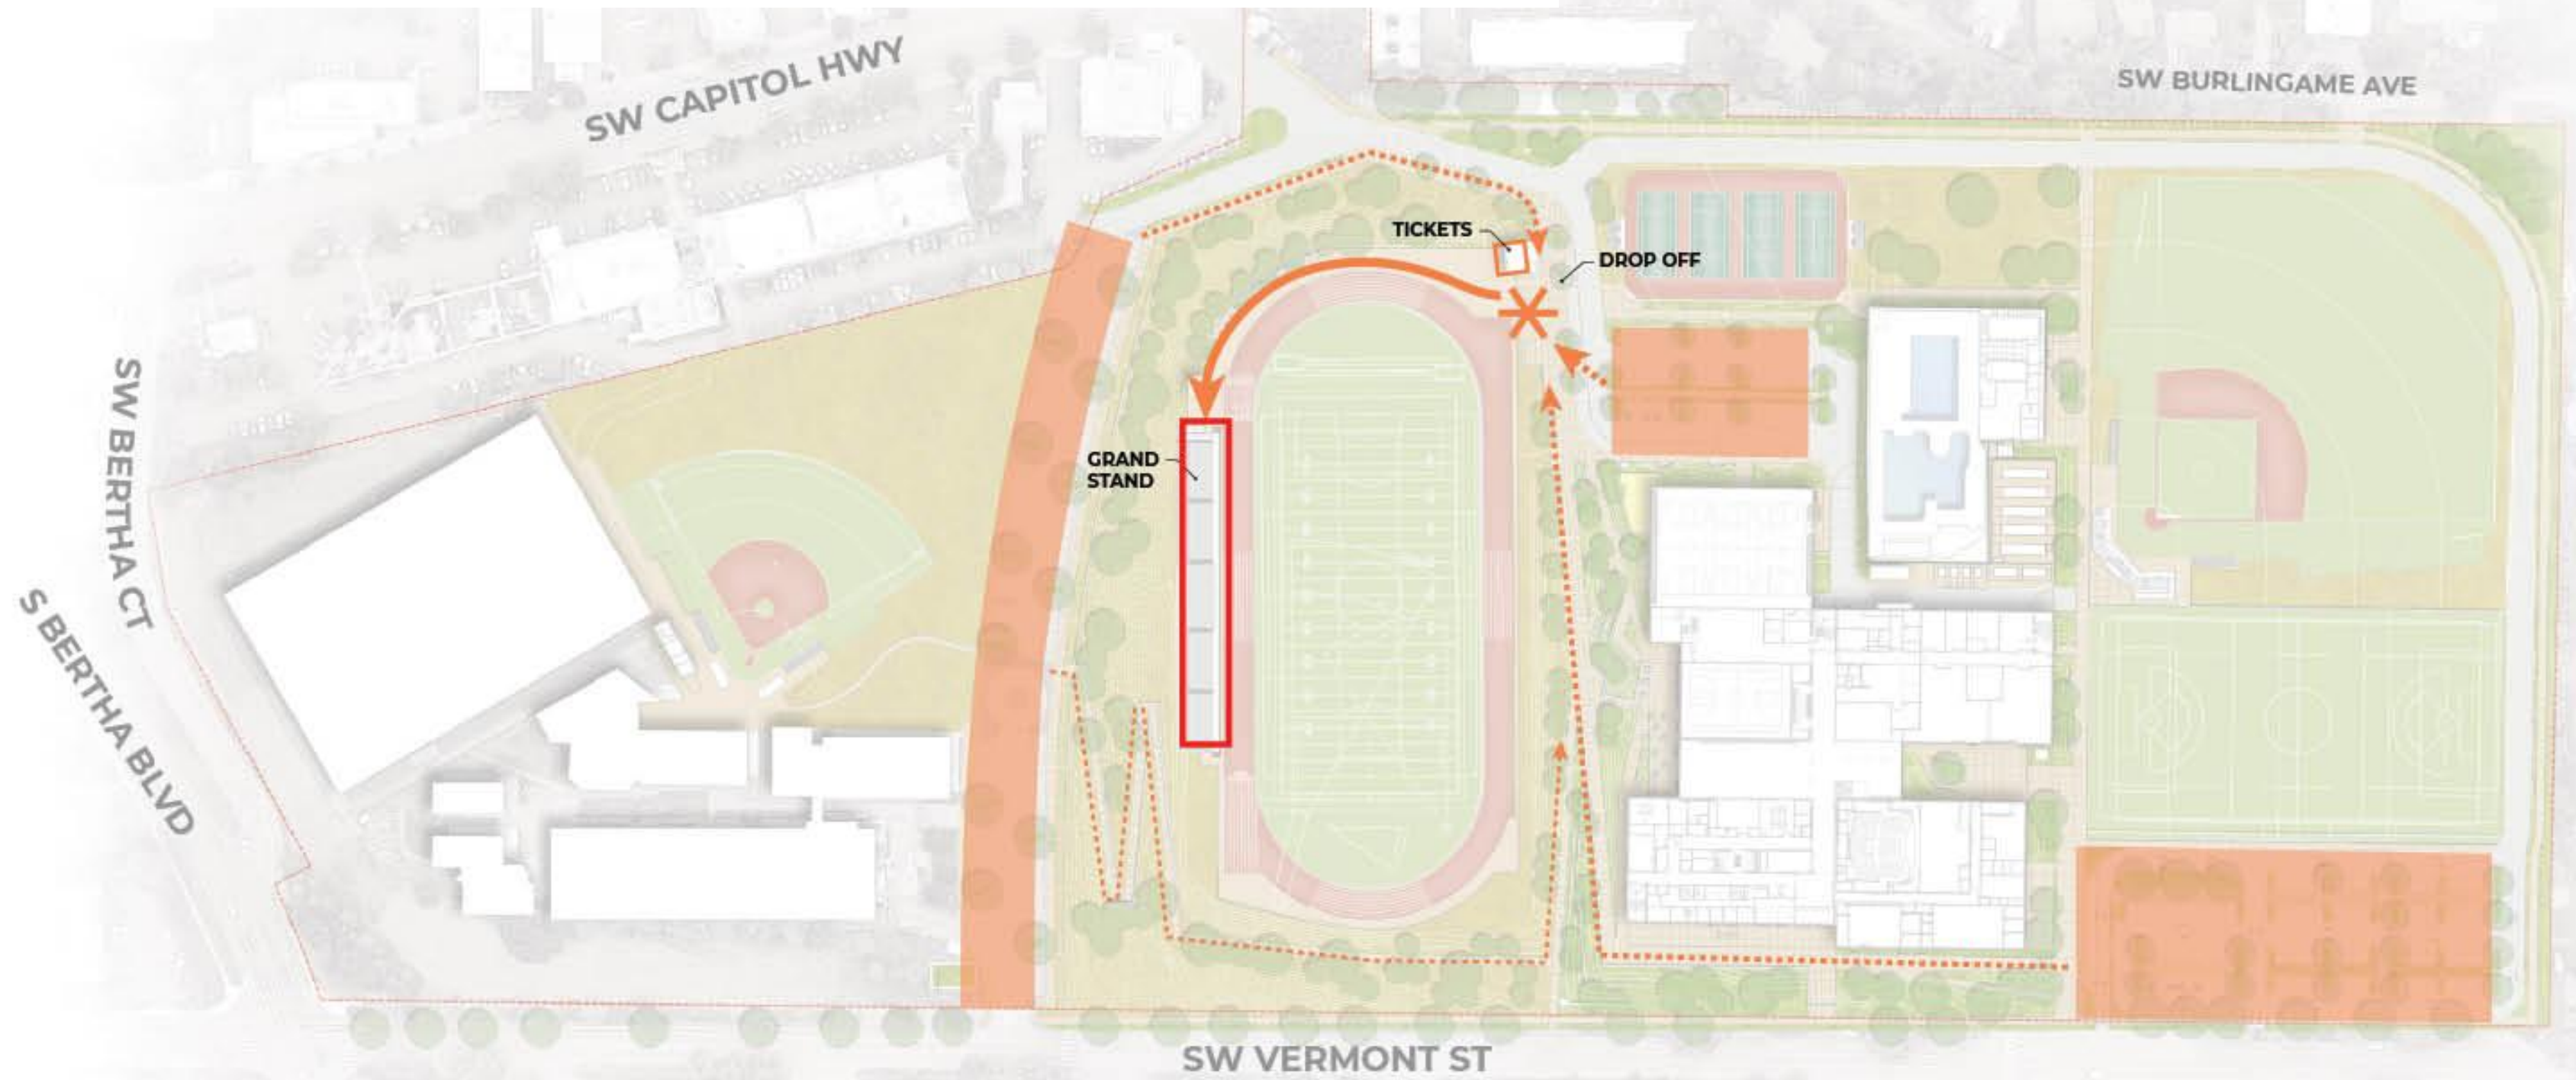 SW CAPITOL HWY
SW BURLINGAME AVE
TICKETS
DROP OFF
GRAND
STAND
SW BERTHA CT
S BERTHA BLVD
SW VERMONT ST